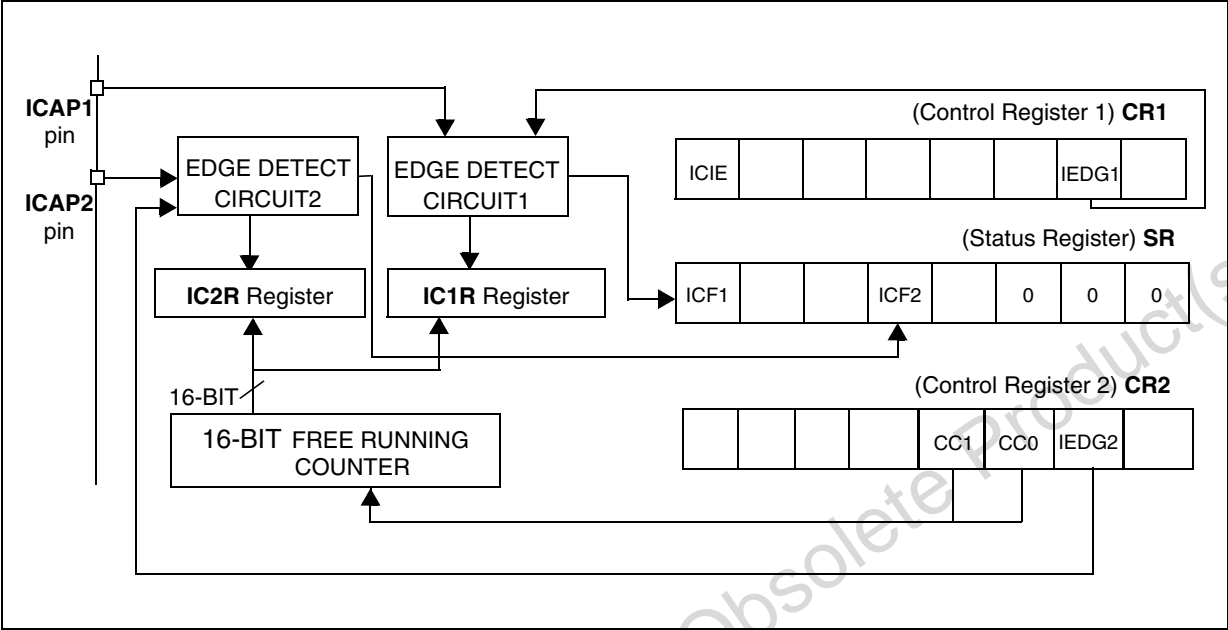 ICAP1
pin
ICAP2
pin
EDGE DETECT
CIRCUIT2
EDGE DETECT
CIRCUIT1
IC2R Register
IC1R Register
16-BIT
16-BIT FREE RUNNING
COUNTER
(Control Register 1) CR1
ICIE
IEDG1
(Status Register) SR
ICF1
ICF2
0
0
0
(Control Register 2) CR2
CC1
CC0
IEDG2
Obsolete Product(s